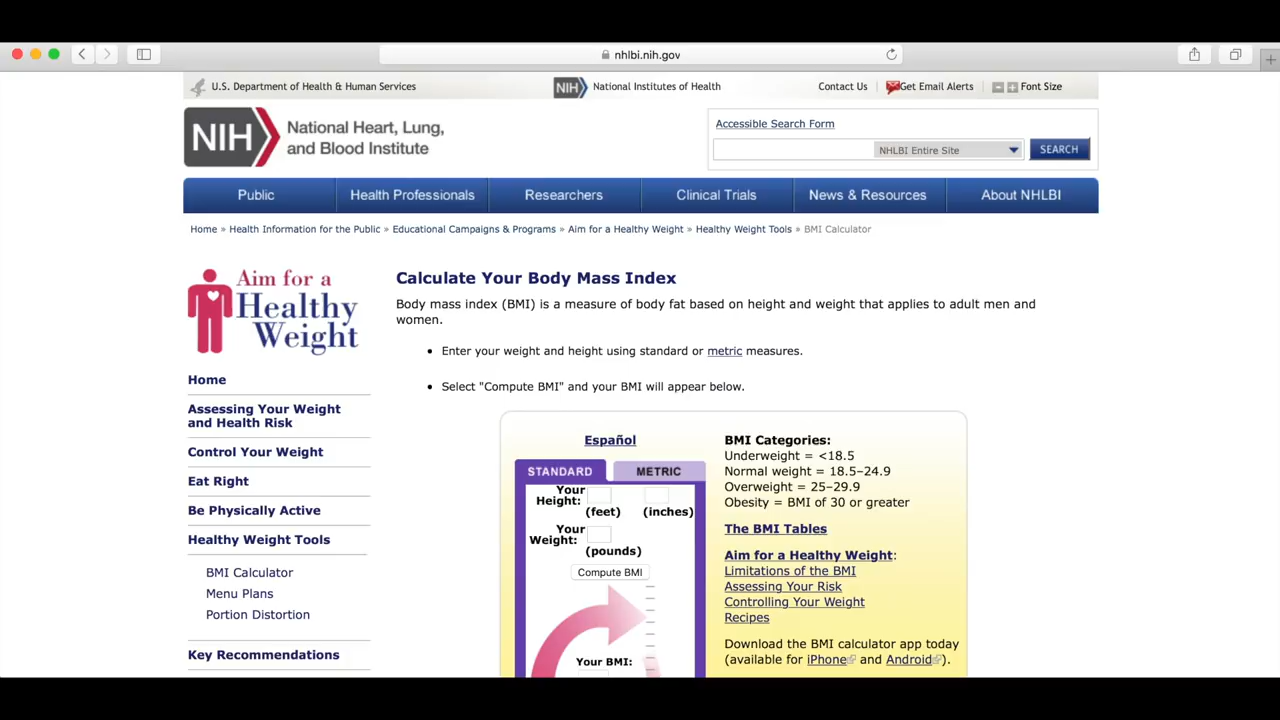 nhlbi.nih.gov
U.S. Department of Health & Human Services
NIH National Institutes of Health
Contact Us
Get Email Alerts
Font Size
NIH National Heart, Lung,
and Blood Institute
Accessible Search Form
NHLBI Entire Site
SEARCH
Public
Health Professionals
Researchers
Clinical Trials
News & Resources
About NHLBI
Home » Health Information for the Public » Educational Campaigns & Programs » Aim for a Healthy Weight » Healthy Weight Tools » BMI Calculator
Aim for a
Healthy
Weight
Home
Assessing Your Weight
and Health Risk
Control Your Weight
Eat Right
Be Physically Active
Healthy Weight Tools
BMI Calculator
Menu Plans
Portion Distortion
Key Recommendations
Calculate Your Body Mass Index
Body mass index (BMI) is a measure of body fat based on height and weight that applies to adult men and
women.
• Enter your weight and height using standard or metric measures.
• Select "Compute BMI" and your BMI will appear below.
Español
STANDARD
METRIC
Your
Height:
(feet)
(inches)
Your
Weight:
(pounds)
Compute BMI
Your BMI:
BMI Categories:
Underweight = <18.5
Normal weight = 18.5–24.9
Overweight = 25–29.9
Obesity = BMI of 30 or greater
The BMI Tables
Aim for a Healthy Weight:
Limitations of the BMI
Assessing Your Risk
Controlling Your Weight
Recipes
Download the BMI calculator app today
(available for iPhone and Android).